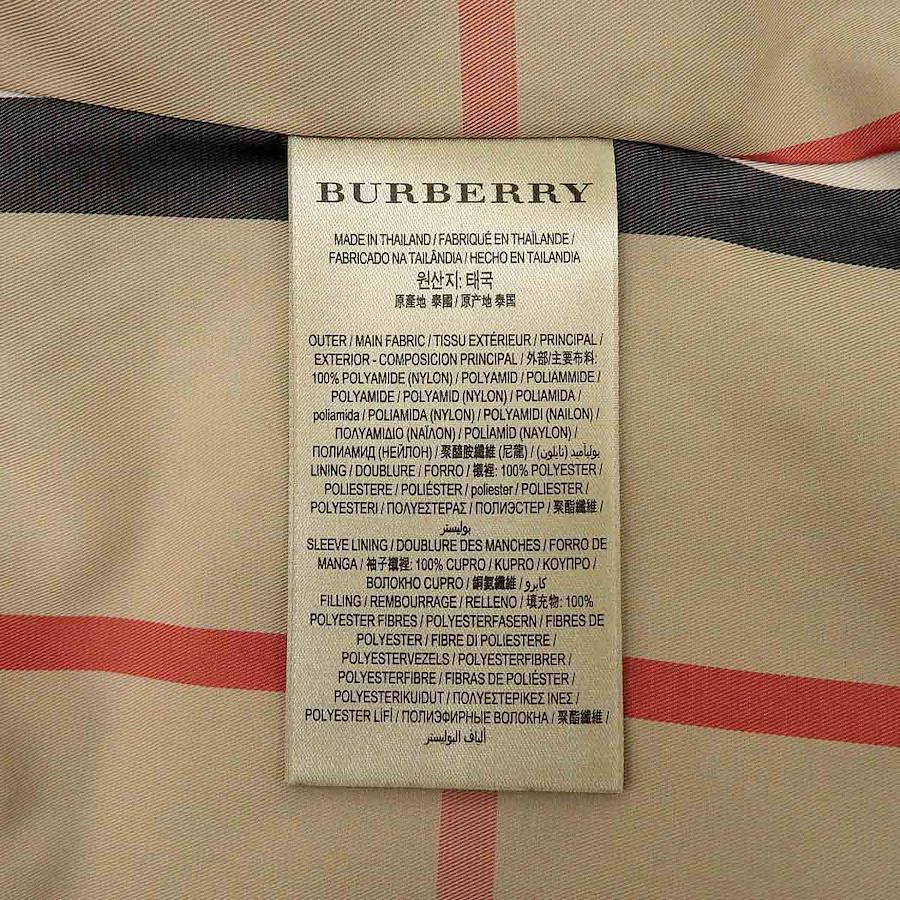 BURBERRY
MADE IN THAILAND / FABRIQUÉ EN THAÏLANDE /
FABRICADO NA TAILÂNDIA / HECHO EN TAILANDIA
원산지: 태국
原產地 泰國 / 原产地 泰国
OUTER / MAIN FABRIC / TISSU EXTÉRIEUR / PRINCIPAL /
EXTERIOR - COMPOSICION PRINCIPAL / 外部/主要布料:
100% POLYAMIDE (NYLON) / POLYAMID / POLIAMMIDE /
POLYAMIDE / POLYAMID (NYLON) / POLIAMIDA /
poliamida / POLIAMIDA (NYLON) / POLYAMIDI (NAILON) /
ΠΟΛΥΑΜΙΔΙΟ (ΝΑΪΛΟΝ) / POLİAMİD (NAYLON) /
ПОЛИАМИД (НЕЙЛОН) / 聚醯胺纖維 (尼龍) / بولیأمید (نایلون) /
LINING / DOUBLURE / FORRO / 襯裡: 100% POLYESTER /
POLIESTERE / POLIÉSTER / poliester / POLIESTER /
POLYESTERI / ΠΟΛΥΕΣΤΕΡΑΣ / ПОЛИЭСТЕР / 聚酯纖維 /
بولیستر
SLEEVE LINING / DOUBLURE DES MANCHES / FORRO DE
MANGA / 袖子襯裡: 100% CUPRO / KUPRO / ΚΟΥΠΡΟ /
ВОЛОКНО CUPRO / 銅氨纖維 / كابرو
FILLING / REMBOURRAGE / RELLENO / 填充物: 100%
POLYESTER FIBRES / POLYESTERFASERN / FIBRES DE
POLYESTER / FIBRE DI POLIESTERE /
POLYESTERVEZELS / POLYESTERFIBRER /
POLYESTERFIBRE / FIBRAS DE POLIÉSTER /
POLYESTERIKUIDUT / ΠΟΛΥΕΣΤΕΡΙΚΕΣ ΙΝΕΣ /
POLYESTER LİFİ / ПОЛИЭФИРНЫЕ ВОЛОКНА / 聚酯纖維 /
ألیاف البولیستر